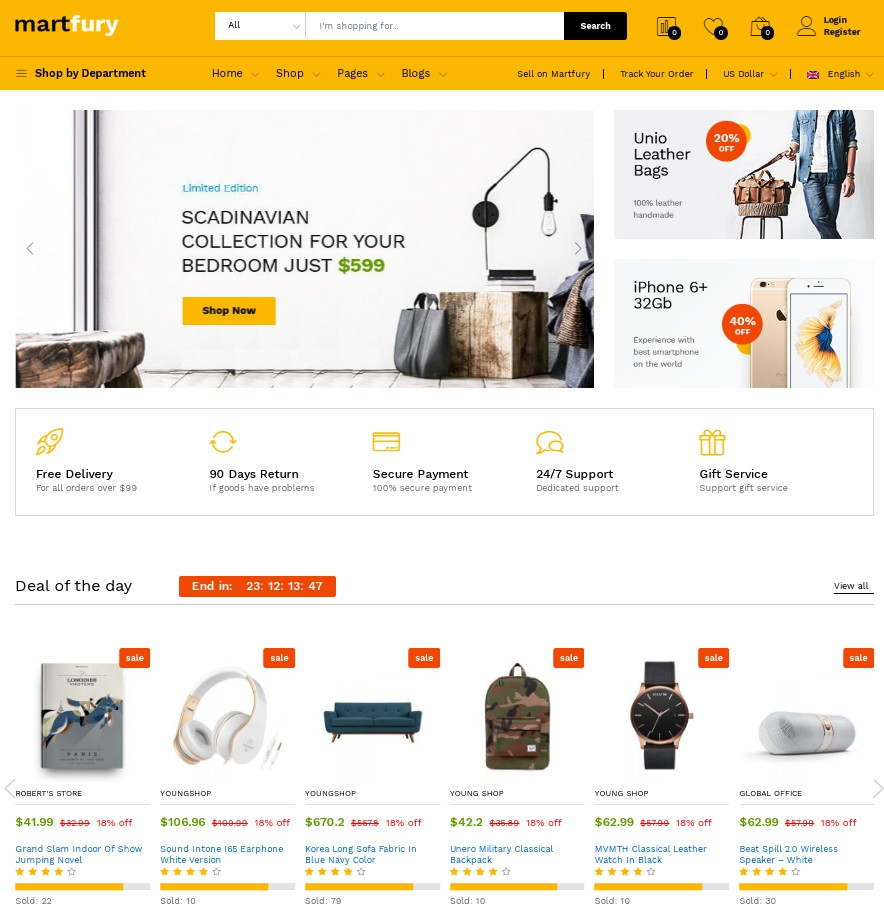 martfury
All
I'm shopping for...
Search
0
0
0
Login
Register
Shop by Department
Home
Shop
Pages
Blogs
Sell on Martfury
Track Your Order
US Dollar
English
Limited Edition
SCADINAVIAN
COLLECTION FOR YOUR
BEDROOM JUST $599
Shop Now
Unio
Leather
Bags
20%
OFF
100% leather
handmade
iPhone 6+
32Gb
40%
OFF
Experience with
best smartphone
on the world
Free Delivery
For all orders over $99
90 Days Return
If goods have problems
Secure Payment
100% secure payment
24/7 Support
Dedicated support
Gift Service
Support gift service
Deal of the day
End in: 23: 12: 13: 47
View all
sale
LONGINES
MASTERS
PARIS
ROBERT'S STORE
$41.99 $32.99 18% off
Grand Slam Indoor Of Show
Jumping Novel
Sold: 22
sale
YOUNGSHOP
$106.96 $100.99 18% off
Sound Intone I65 Earphone
White Version
Sold: 10
sale
YOUNGSHOP
$670.2 $567.8 18% off
Korea Long Sofa Fabric In
Blue Navy Color
Sold: 79
sale
YOUNG SHOP
$42.2 $35.89 18% off
Unero Military Classical
Backpack
Sold: 10
sale
YOUNG SHOP
$62.99 $57.99 18% off
MVMTH Classical Leather
Watch In Black
Sold: 10
sale
GLOBAL OFFICE
$62.99 $57.99 18% off
Beat Spill 2.0 Wireless
Speaker – White
Sold: 30